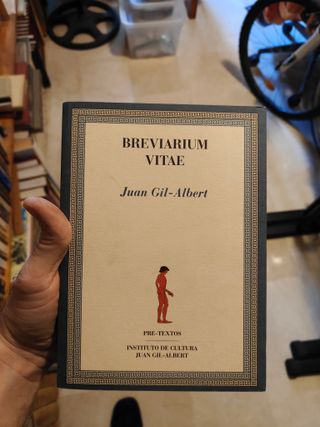 BREVIARIUM
VITAE
Juan Gil-Albert
PRE-TEXTOS
INSTITUTO DE CULTURA
JUAN GIL-ALBERT